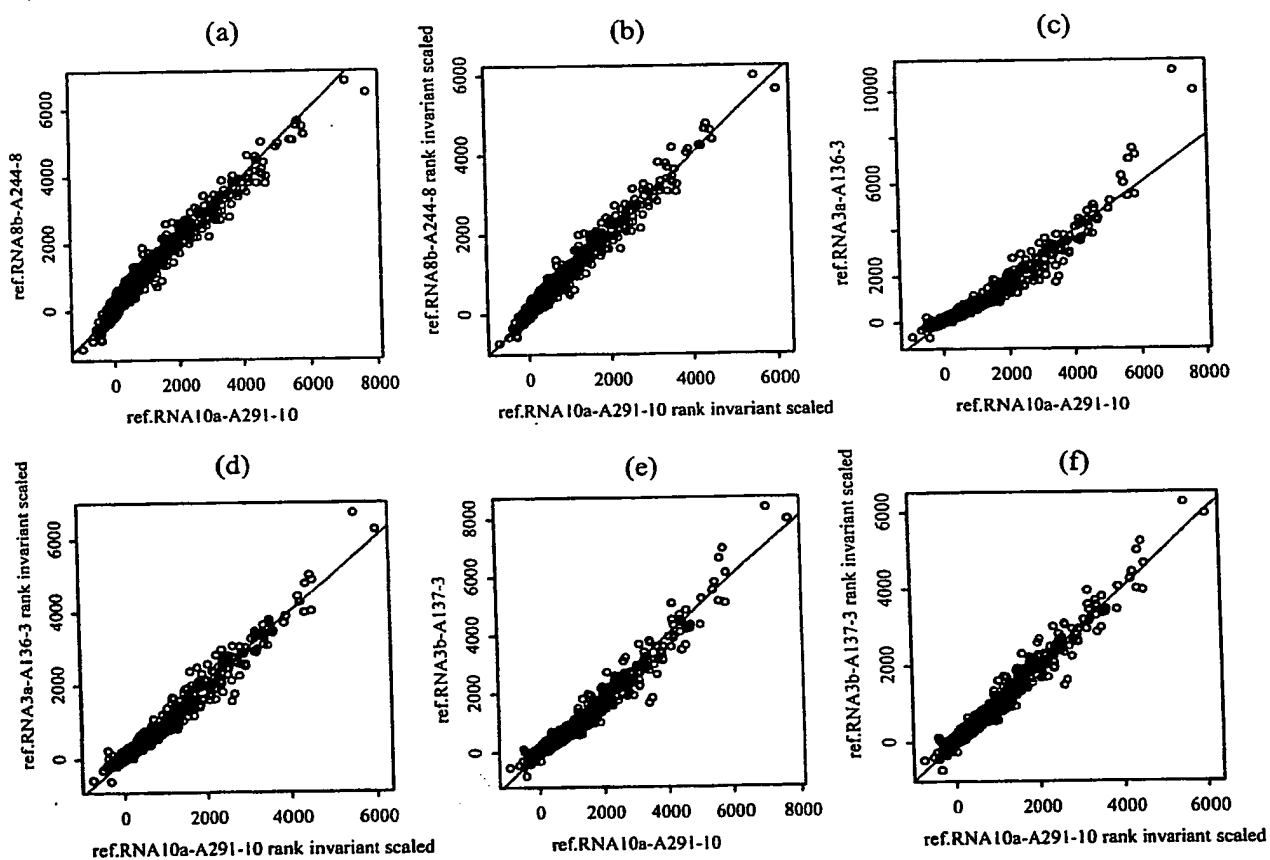 (a)
ref.RNA8b-A244-8
6000
4000
2000
0
0 2000 4000 6000 8000
ref.RNA10a-A291-10
(b)
ref.RNA8b-A244-8 rank invariant scaled
6000
4000
2000
0
0 2000 4000 6000
ref.RNA10a-A291-10 rank invariant scaled
(c)
ref.RNA3a-A136-3
10000
6000
2000
0
0 2000 4000 6000 8000
ref.RNA10a-A291-10
(d)
ref.RNA3a-A136-3 rank invariant scaled
6000
4000
2000
0
0 2000 4000 6000
ref.RNA10a-A291-10 rank invariant scaled
(e)
ref.RNA3b-A137-3
8000
6000
4000
2000
0
0 2000 4000 6000 8000
ref.RNA10a-A291-10
(f)
ref.RNA3b-A137-3 rank invariant scaled
6000
4000
2000
0
0 2000 4000 6000
ref.RNA10a-A291-10 rank invariant scaled